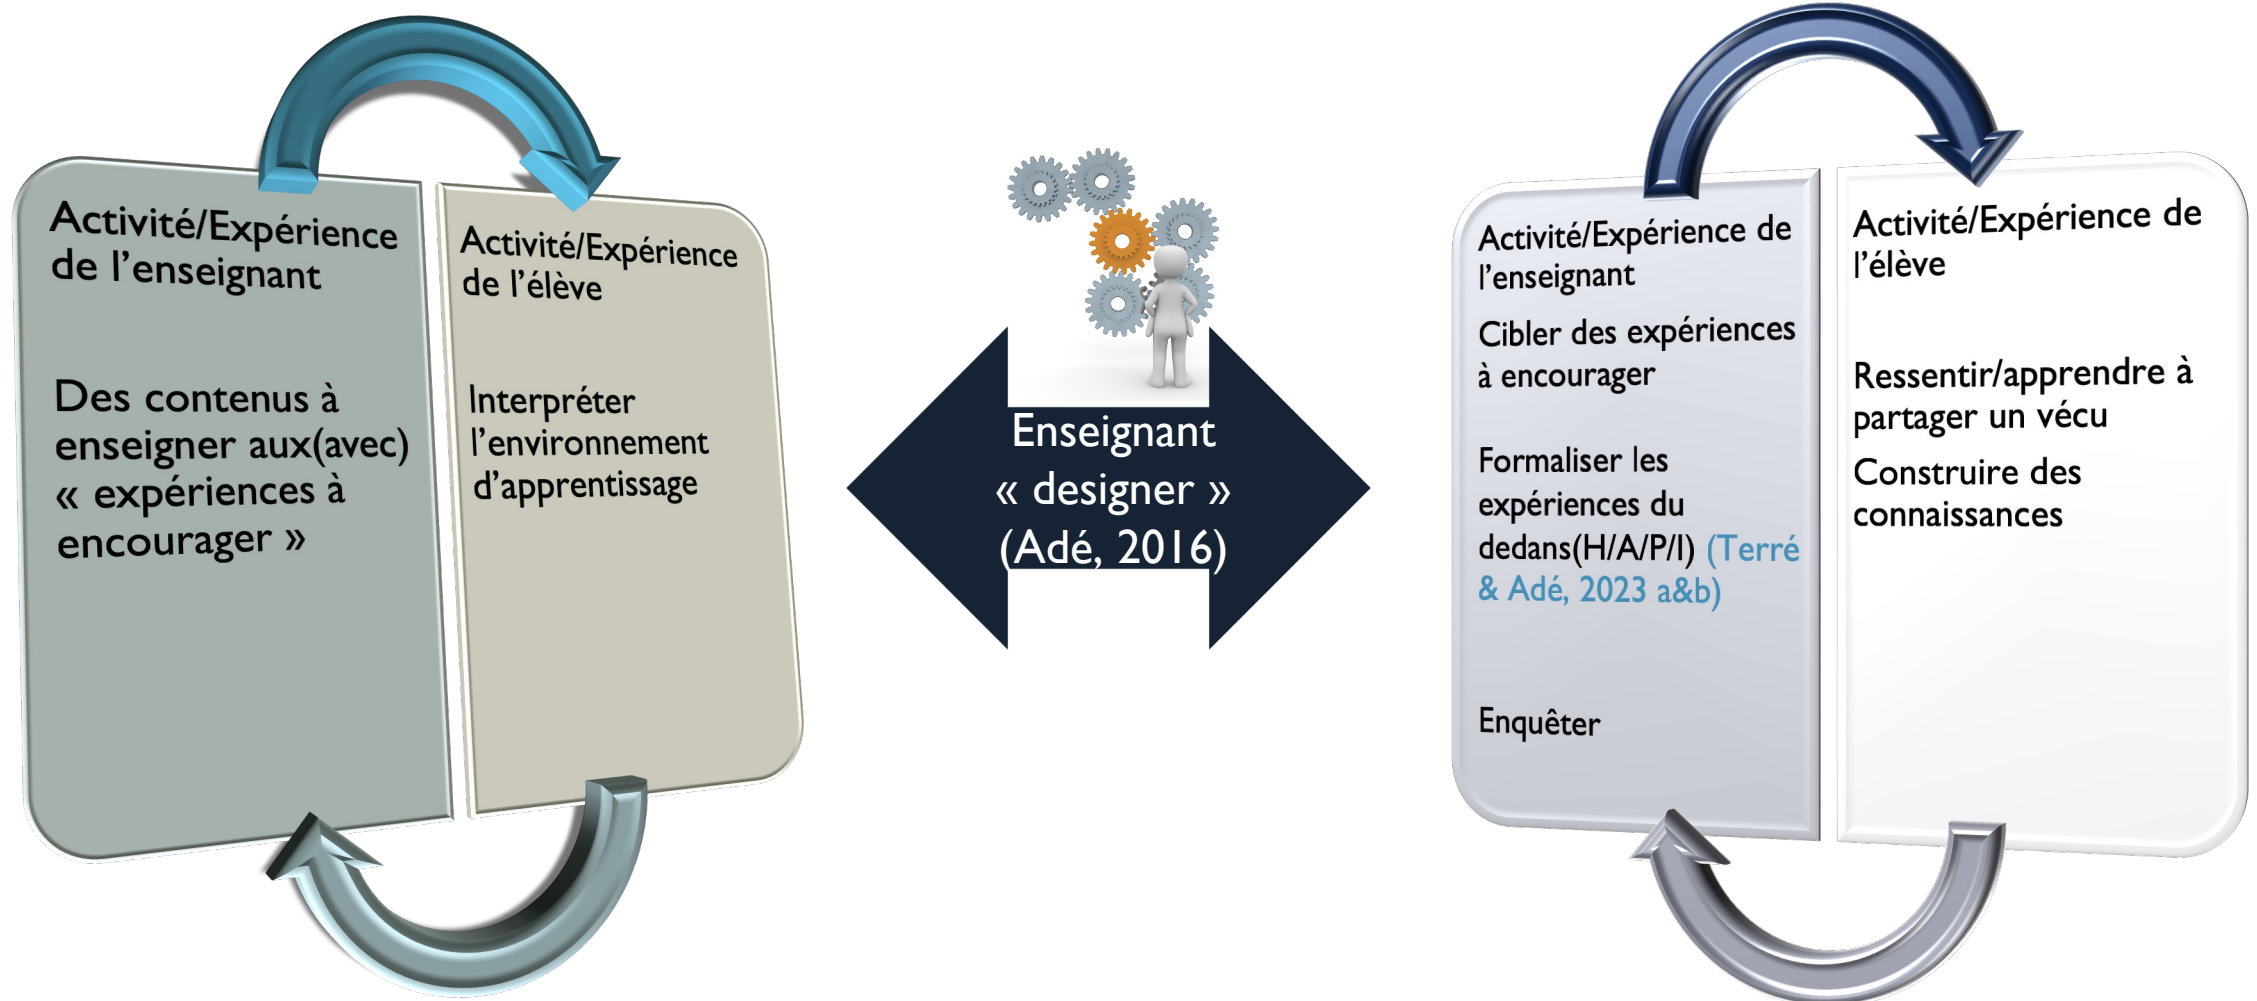 Activité/Expérience
de l'enseignant
Des contenus à
enseigner aux(avec)
« expériences à
encourager »
Activité/Expérience
de l'élève
Interpréter
l'environnement
d'apprentissage
Enseignant
« designer »
(Adé, 2016)
Activité/Expérience de
l'enseignant
Cibler des expériences
à encourager
Formaliser les
expériences du
dedans(H/A/P/I) (Terré
& Adé, 2023 a&b)
Enquêter
Activité/Expérience de
l'élève
Ressentir/apprendre à
partager un vécu
Construire des
connaissances